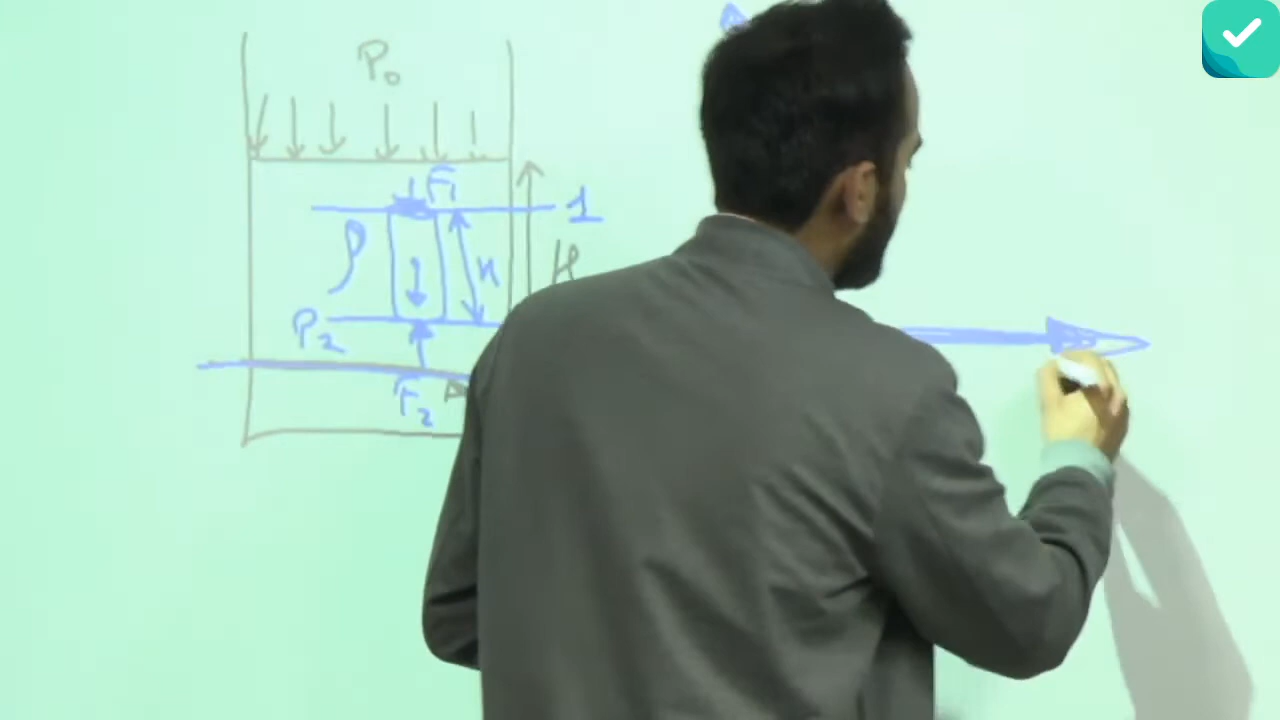 P₀
F₁
1
ρ
h
H
P₂
F₂